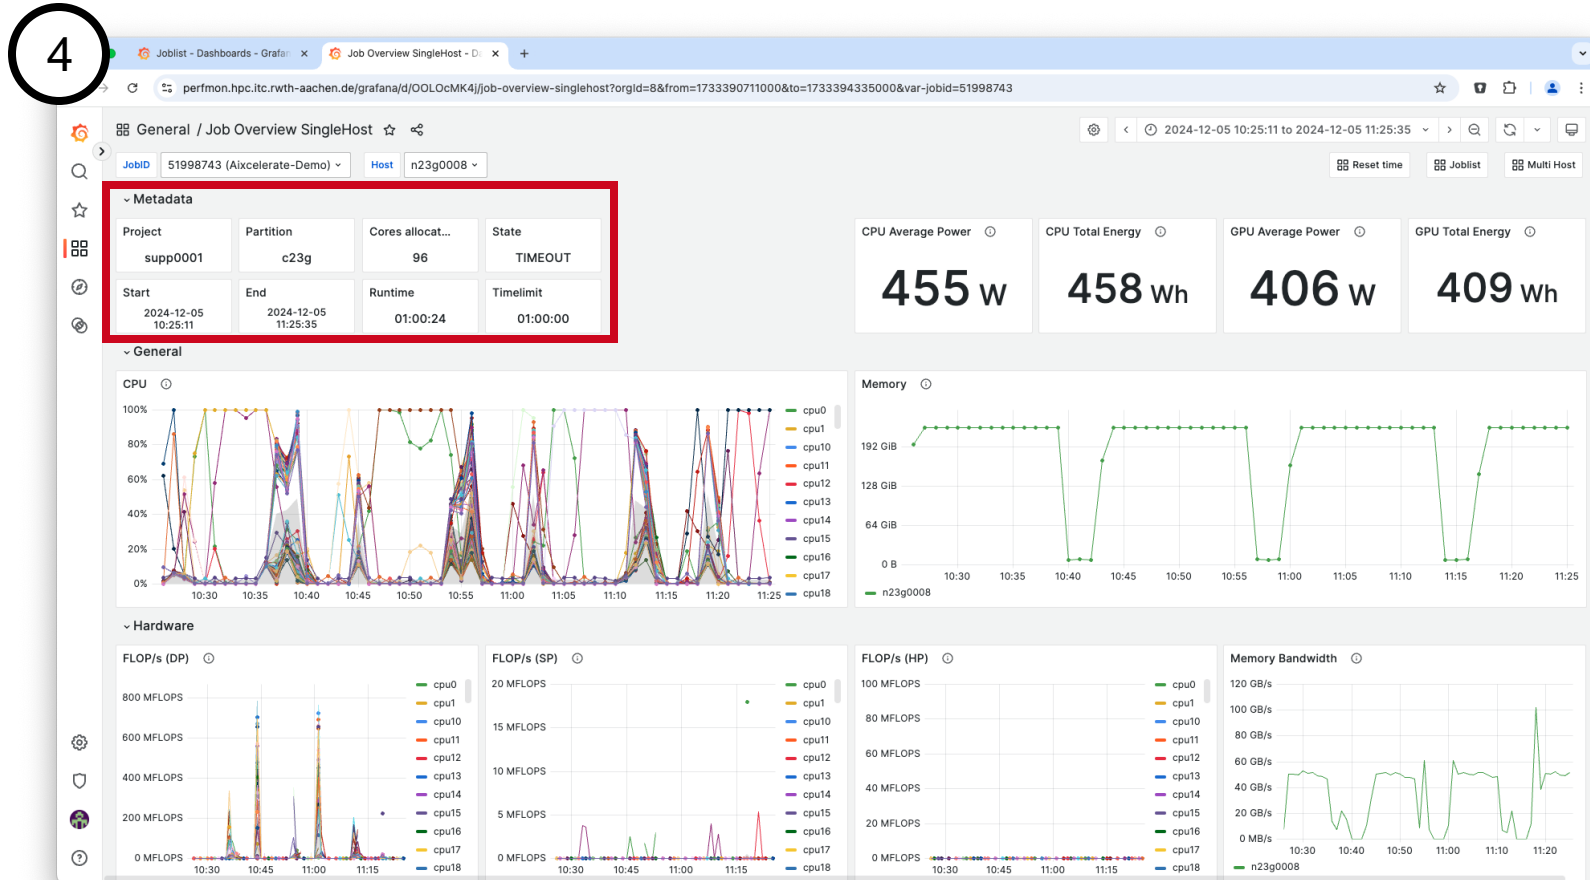 4
Joblist - Dashboards - Grafan
Job Overview SingleHost - Da
perfmon.hpc.itc.rwth-aachen.de/grafana/d/OOLOcMK4j/job-overview-singlehost?orgId=8&from=1733390711000&to=1733394335000&var-jobid=51998743
General / Job Overview SingleHost
2024-12-05 10:25:11 to 2024-12-05 11:25:35
JobID 51998743 (Aixcelerate-Demo) Host n23g0008
Reset time Joblist Multi Host
Metadata
Project Partition Cores allocat... State
supp0001 c23g 96 TIMEOUT
Start End Runtime Timelimit
2024-12-05 10:25:11
2024-12-05 11:25:35
01:00:24 01:00:00
CPU Average Power
455 W
CPU Total Energy
458 Wh
GPU Average Power
406 W
GPU Total Energy
409 Wh
General
CPU
100%
80%
60%
40%
20%
0%
10:30 10:35 10:40 10:45 10:50 10:55 11:00 11:05 11:10 11:15 11:20 11:25
cpu0
cpu1
cpu10
cpu11
cpu12
cpu13
cpu14
cpu15
cpu16
cpu17
cpu18
Memory
192 GiB
128 GiB
64 GiB
0 B
10:30 10:35 10:40 10:45 10:50 10:55 11:00 11:05 11:10 11:15 11:20 11:25
n23g0008
Hardware
FLOP/s (DP)
800 MFLOPS
600 MFLOPS
400 MFLOPS
200 MFLOPS
0 MFLOPS
10:30 10:45 11:00 11:15
cpu0
cpu1
cpu10
cpu11
cpu12
cpu13
cpu14
cpu15
cpu16
cpu17
cpu18
FLOP/s (SP)
20 MFLOPS
15 MFLOPS
10 MFLOPS
5 MFLOPS
0 MFLOPS
10:30 10:45 11:00 11:15
cpu0
cpu1
cpu10
cpu11
cpu12
cpu13
cpu14
cpu15
cpu16
cpu17
cpu18
FLOP/s (HP)
100 MFLOPS
80 MFLOPS
60 MFLOPS
40 MFLOPS
20 MFLOPS
0 MFLOPS
10:30 10:45 11:00 11:15
cpu0
cpu1
cpu10
cpu11
cpu12
cpu13
cpu14
cpu15
cpu16
cpu17
cpu18
Memory Bandwidth
120 GB/s
100 GB/s
80 GB/s
60 GB/s
40 GB/s
20 GB/s
0 MB/s
10:30 10:40 10:50 11:00 11:10 11:20
n23g0008